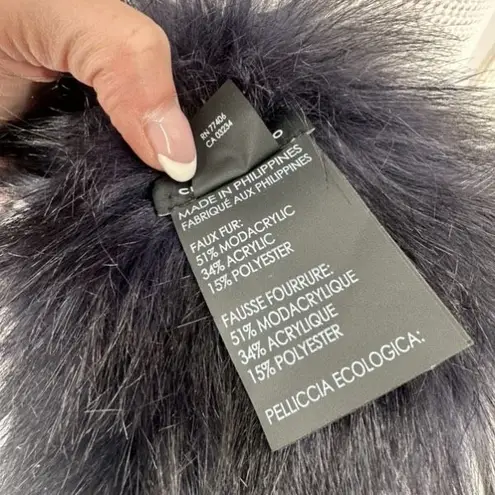 RN 77406
CA 03234
MADE IN PHILIPPINES
FABRIQUÉ AUX PHILIPPINES
FAUX FUR:
51% MODACRYLIC
34% ACRYLIC
15% POLYESTER
FAUSSE FOURRURE:
51% MODACRYLIQUE
34% ACRYLIQUE
15% POLYESTER
PELLICCIA ECOLOGICA: